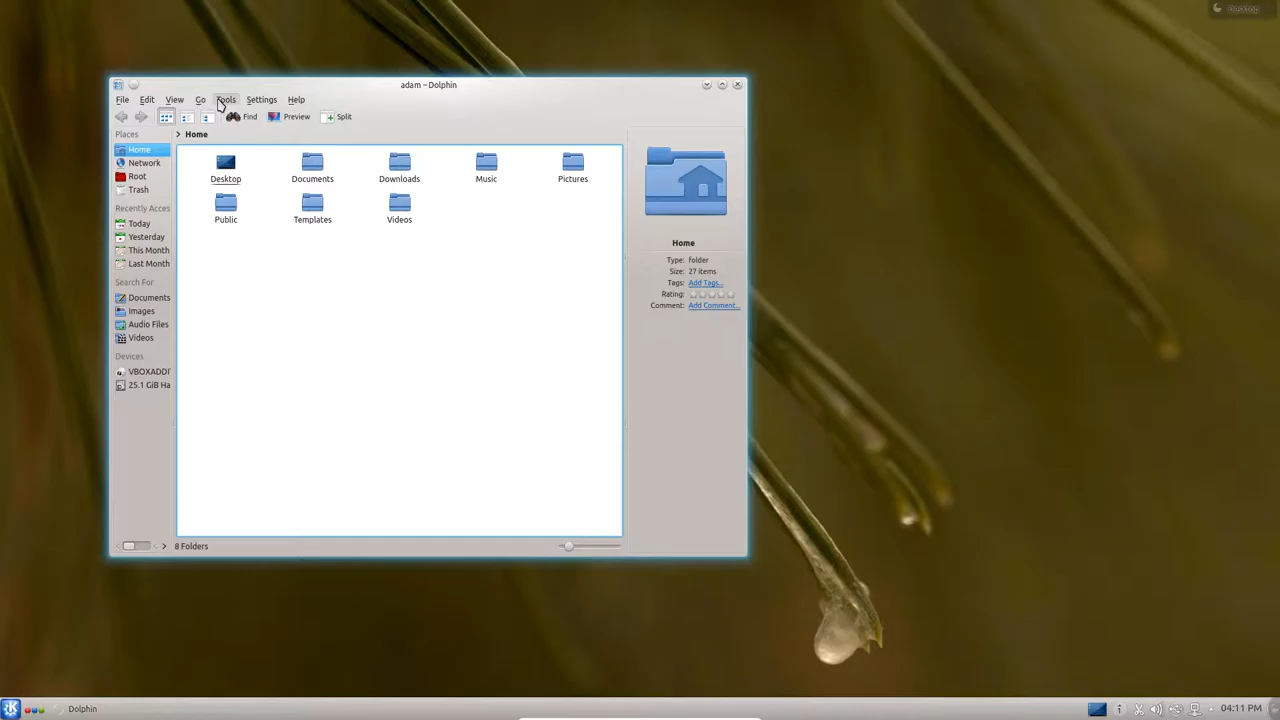 Desktop
adam – Dolphin
File Edit View Go Tools Settings Help
Find Preview Split
Places
Home
Network
Root
Trash
Recently Acces
Today
Yesterday
This Month
Last Month
Search For
Documents
Images
Audio Files
Videos
Devices
VBOXADDI
25.1 GiB Ha
Home
Desktop Documents Downloads Music Pictures
Public Templates Videos
8 Folders
Home
Type: folder
Size: 27 items
Tags: Add Tags...
Rating:
Comment: Add Comment...
Dolphin
04:11 PM